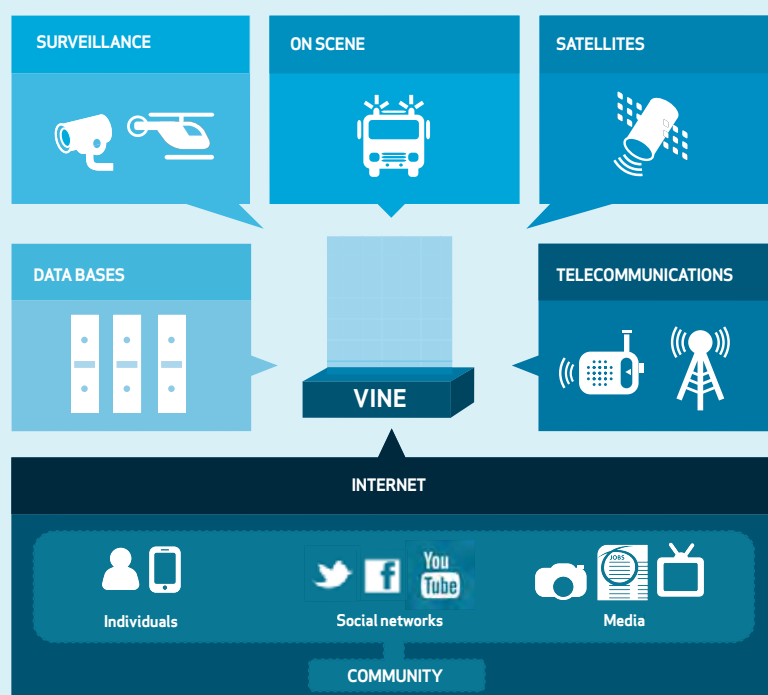 SURVEILLANCE
ON SCENE
SATELLITES
DATA BASES
TELECOMMUNICATIONS
VINE
INTERNET
JOBS
You
Tube
Individuals
Social networks
Media
COMMUNITY